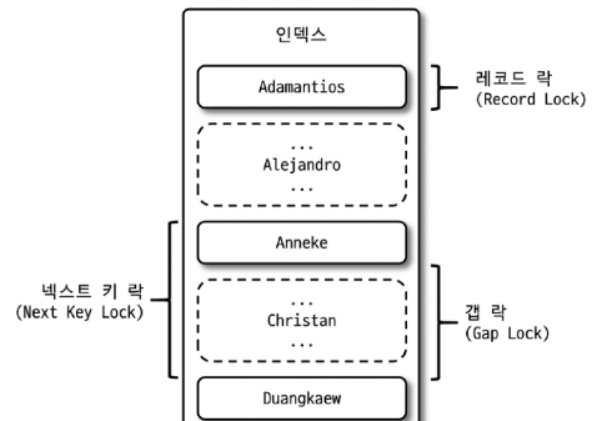 인덱스
Adamantios
레코드 락
(Record Lock)
...
Alejandro
...
Anneke
넥스트 키 락
(Next Key Lock)
...
Christan
...
갭 락
(Gap Lock)
Duangkaew